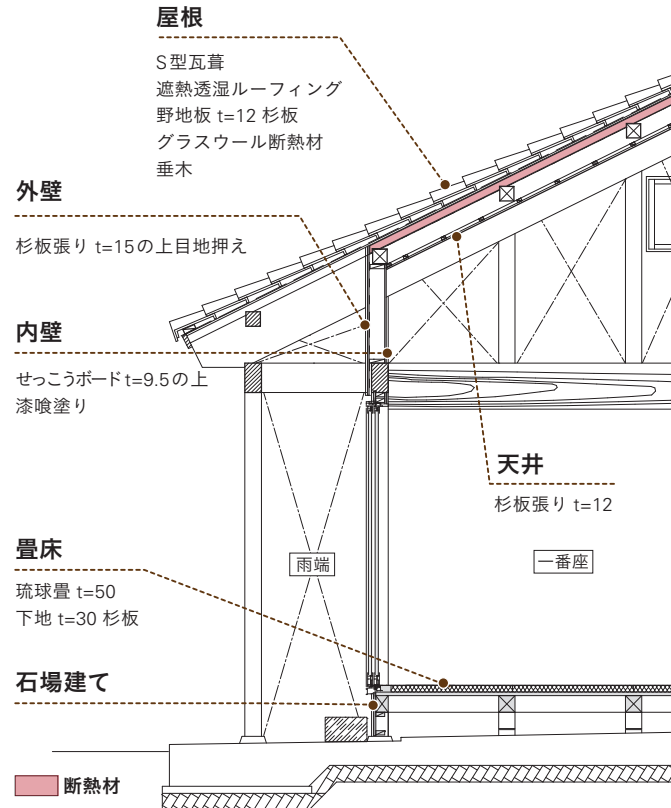 屋根
S型瓦葺
遮熱透湿ルーフィング
野地板 t=12 杉板
グラスウール断熱材
垂木
外壁
杉板張り t=15の上目地押え
内壁
せっこうボードt=9.5の上
漆喰塗り
天井
杉板張り t=12
畳床
琉球畳 t=50
下地 t=30 杉板
雨端
一番座
石場建て
断熱材